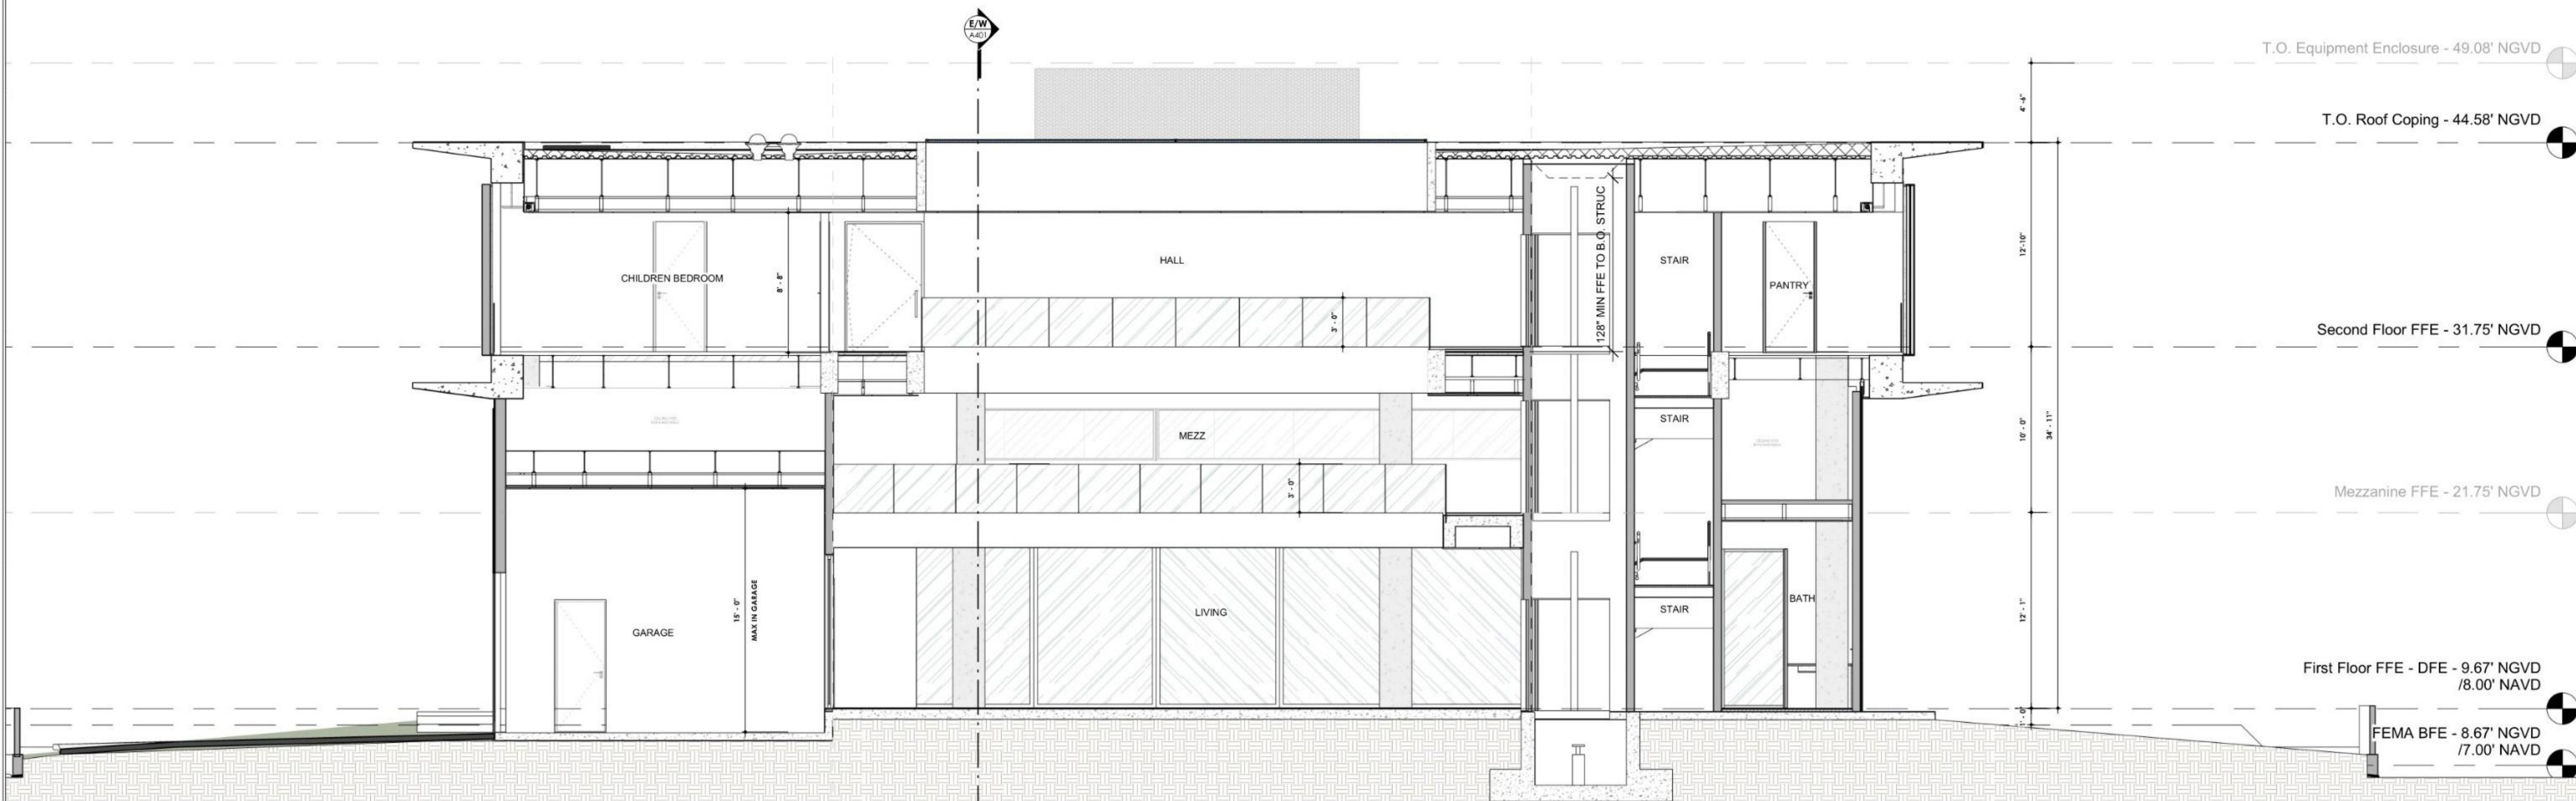 E/W
A401
T.O. Equipment Enclosure - 49.08' NGVD
4' -6"
T.O. Roof Coping - 44.58' NGVD
128" MIN FFE TO B.O. STRUC
HALL
STAIR
12'-10"
CHILDREN BEDROOM
8' - 8"
PANTRY
3' - 0"
Second Floor FFE - 31.75' NGVD
STAIR
MEZZ
10' - 0"
34' - 11"
3' - 0"
Mezzanine FFE - 21.75' NGVD
15' - 0"
MAX IN GARAGE
BATH
12' - 1"
LIVING
STAIR
GARAGE
First Floor FFE - DFE - 9.67' NGVD
/8.00' NAVD
1' - 0"
FEMA BFE - 8.67' NGVD
/7.00' NAVD